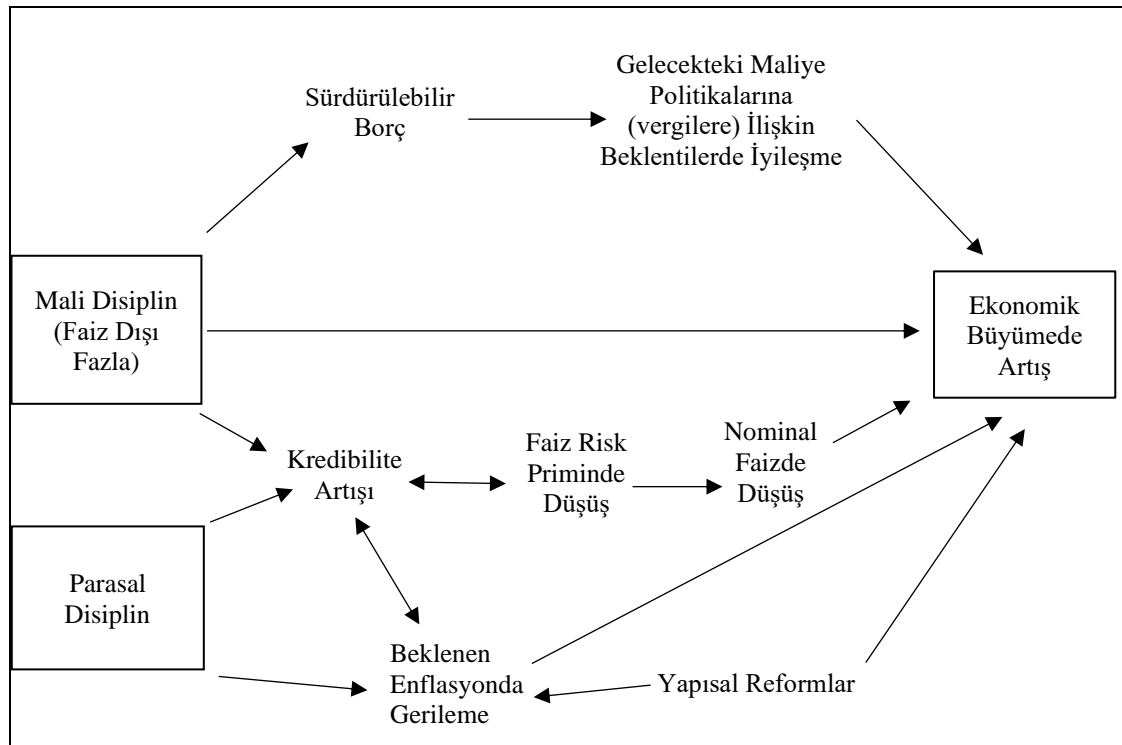 Gelecekteki Maliye
Politikalarına
(vergilere) İlişkin
Beklentilerde İyileşme
Sürdürülebilir
Borç
Mali Disiplin
(Faiz Dışı
Fazla)
Ekonomik
Büyümede
Artış
Kredibilite
Artışı
Faiz Risk
Priminde
Düşüş
Nominal
Faizde
Düşüş
Parasal
Disiplin
Beklenen
Enflasyonda
Gerileme
Yapısal Reformlar